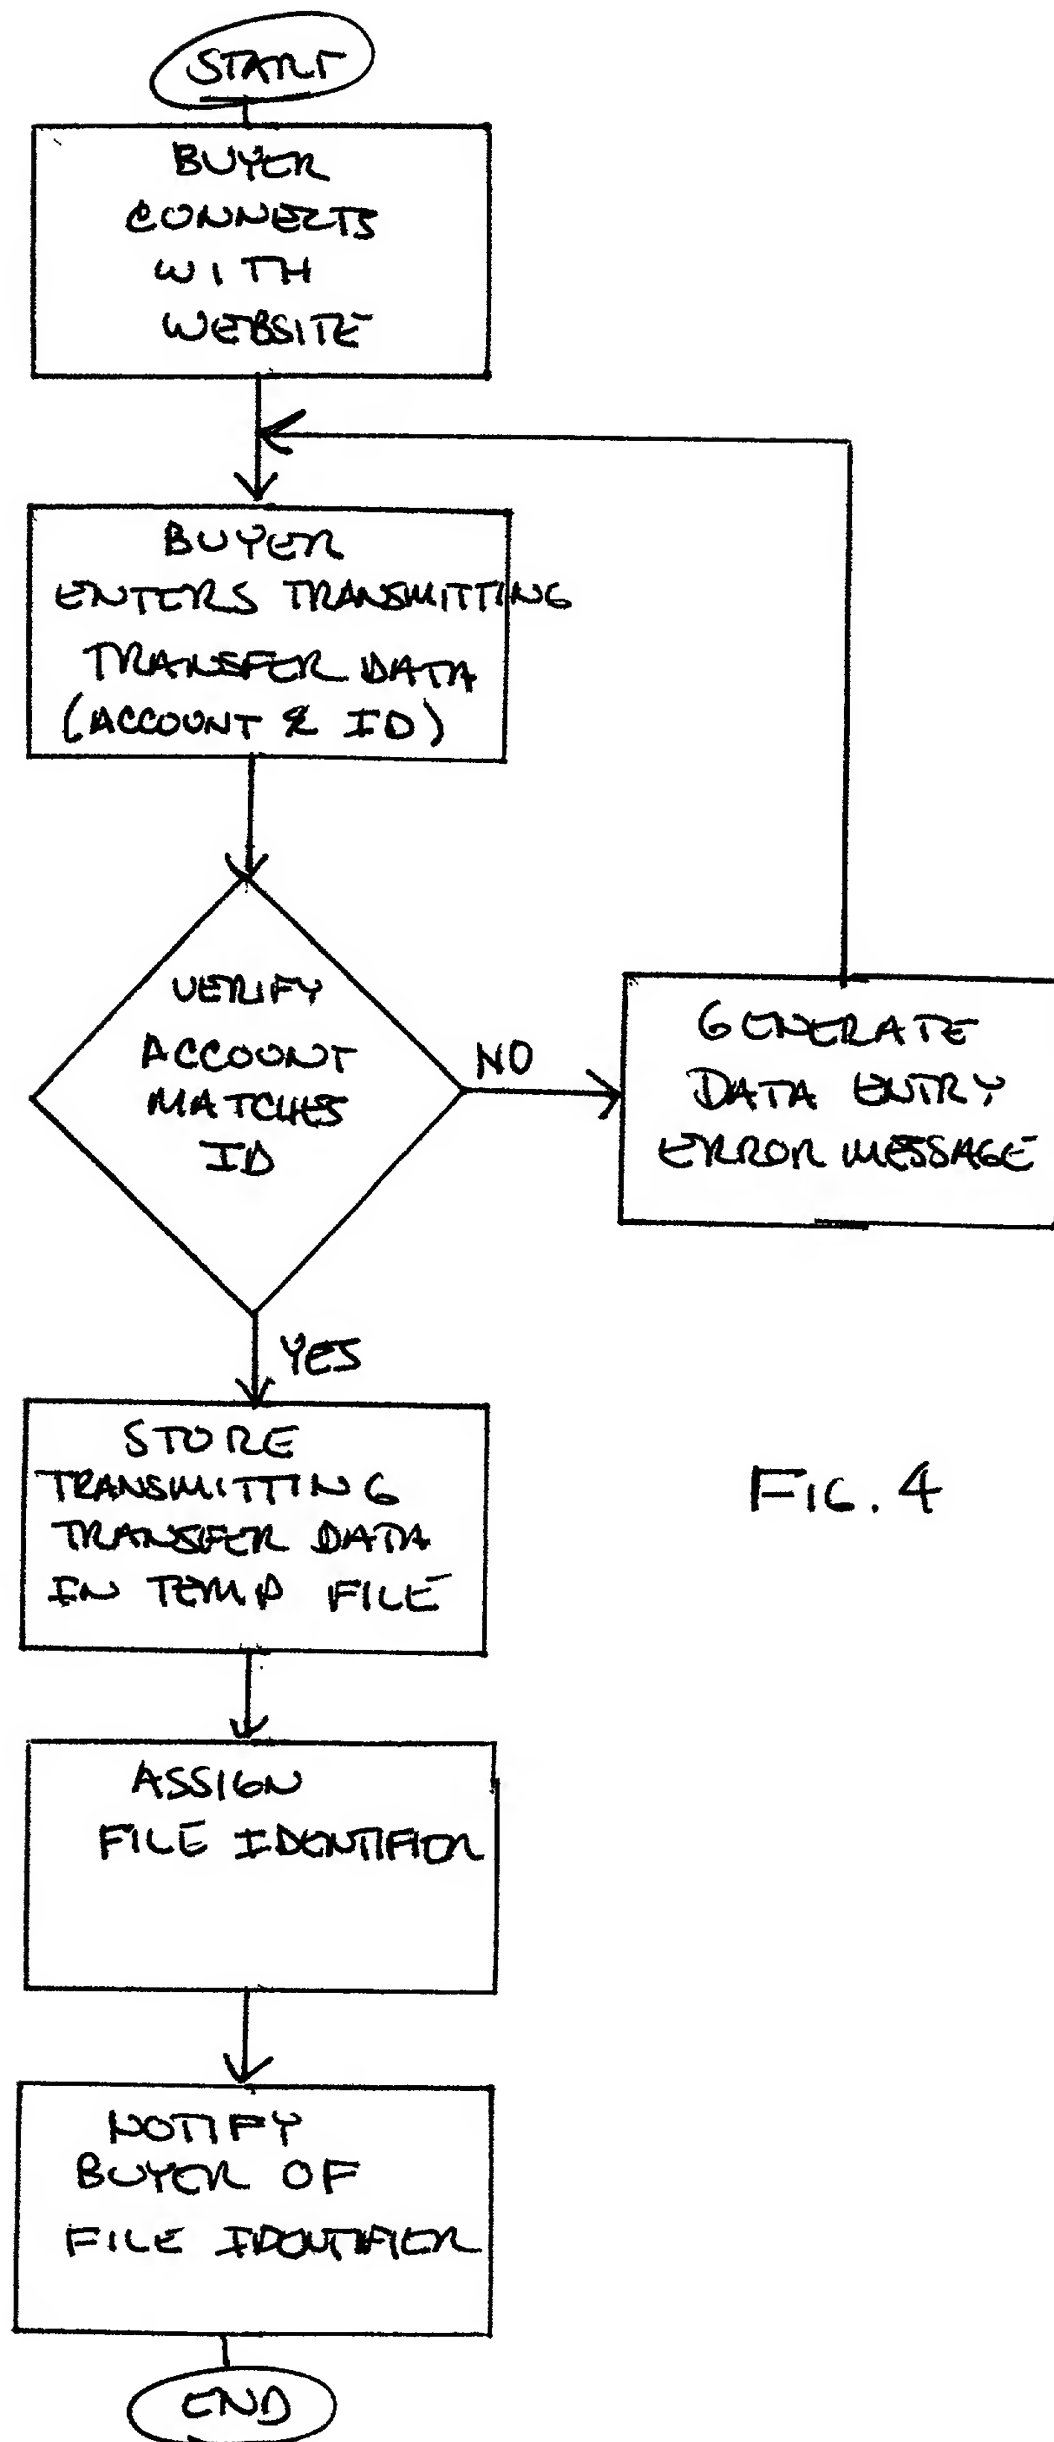 START
BUYER
CONNECTS
WITH
WEBSITE
BUYER
ENTERS TRANSMITTING
TRANSFER DATA
(ACCOUNT & ID)
VERIFY
ACCOUNT
MATCHES
ID
NO
GENERATE
DATA ENTRY
ERROR MESSAGE
YES
STORE
TRANSMITTING
TRANSFER DATA
IN TEMP FILE
FIG. 4
ASSIGN
FILE IDENTIFIER
NOTIFY
BUYER OF
FILE IDENTIFIER
END